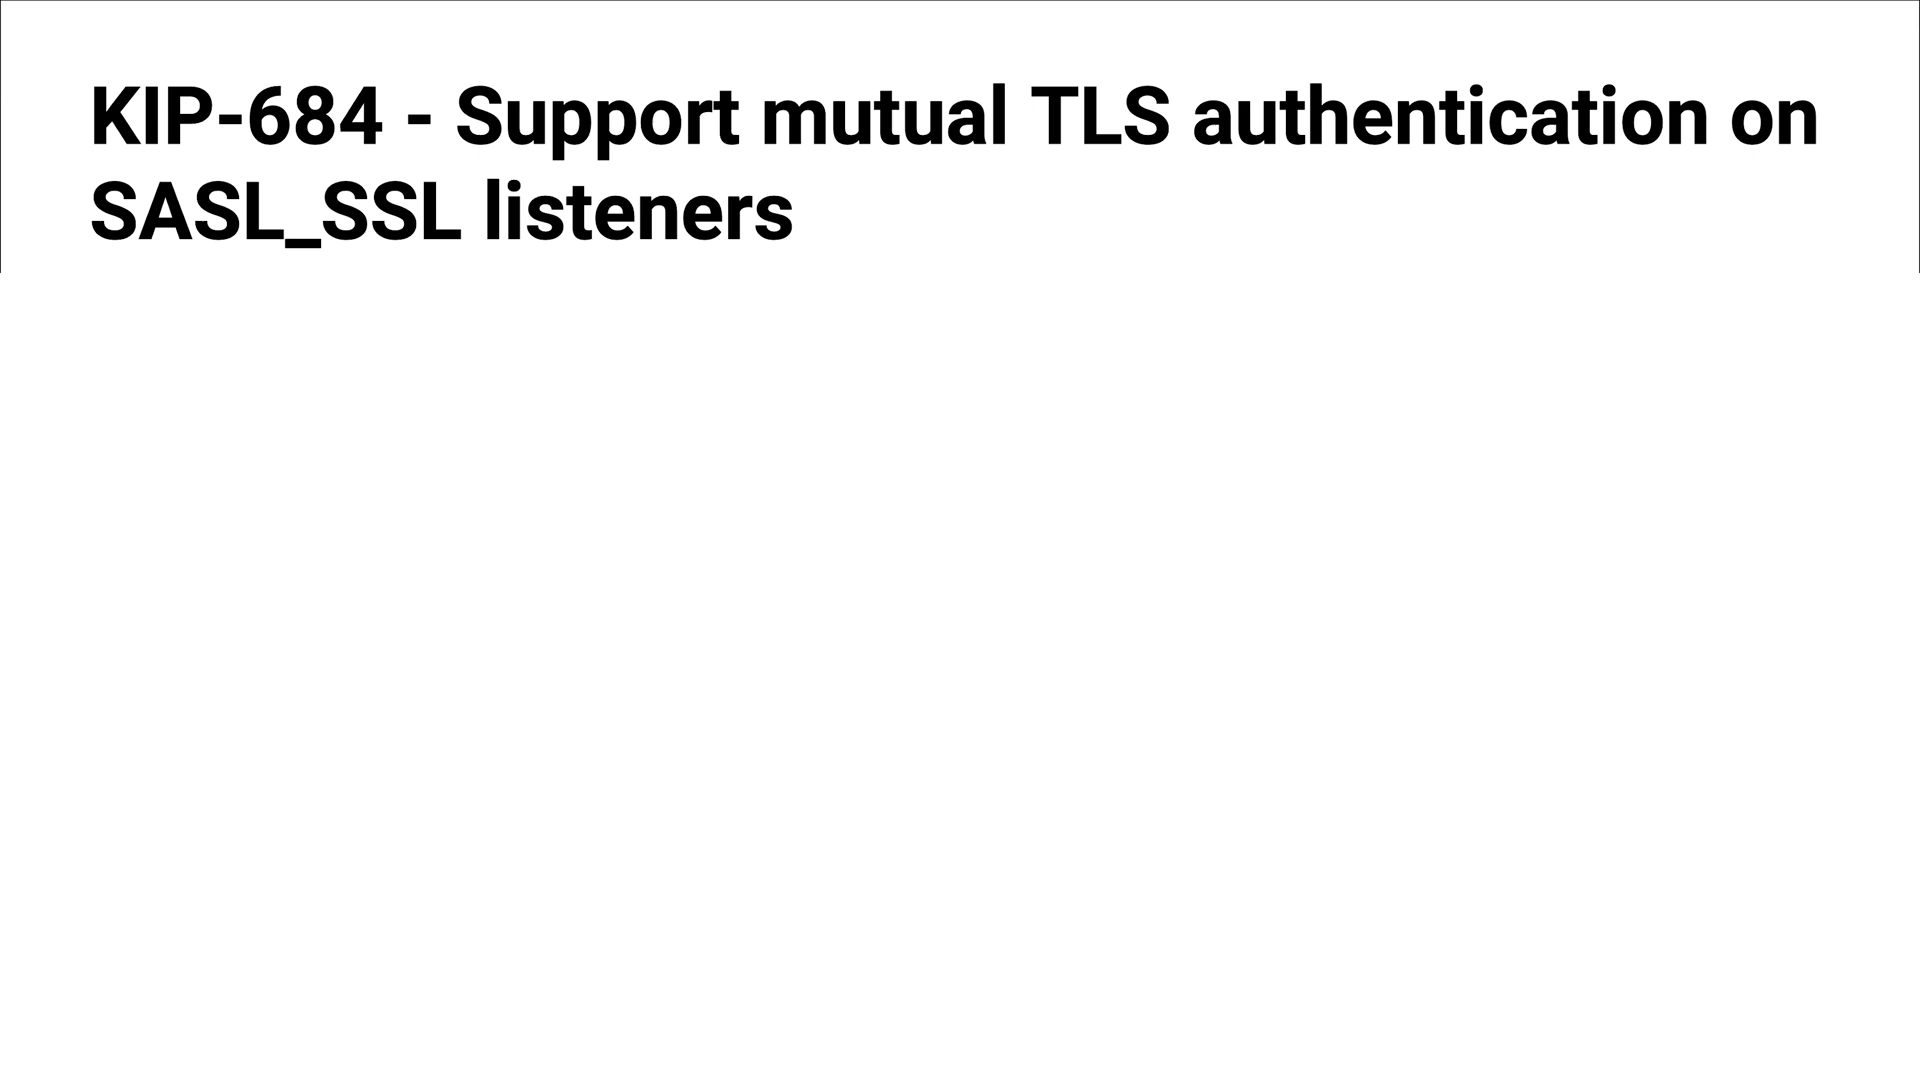 KIP-684 - Support mutual TLS authentication on
SASL_SSL listeners